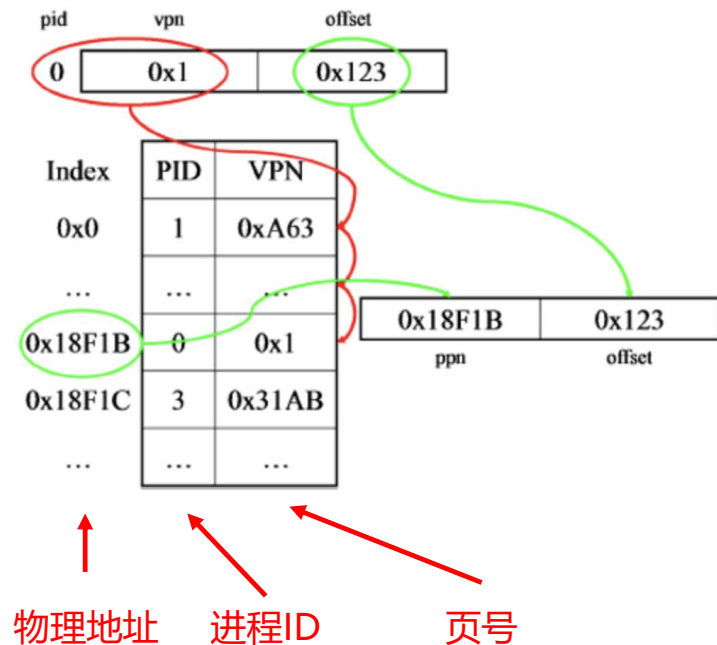 pid vpn offset
0 0x1 0x123
Index PID VPN
0x0 1 0xA63
... ... ...
0x18F1B 0 0x1 0x18F1B 0x123
ppn offset
0x18F1C 3 0x31AB
... ... ...
物理地址 进程ID 页号